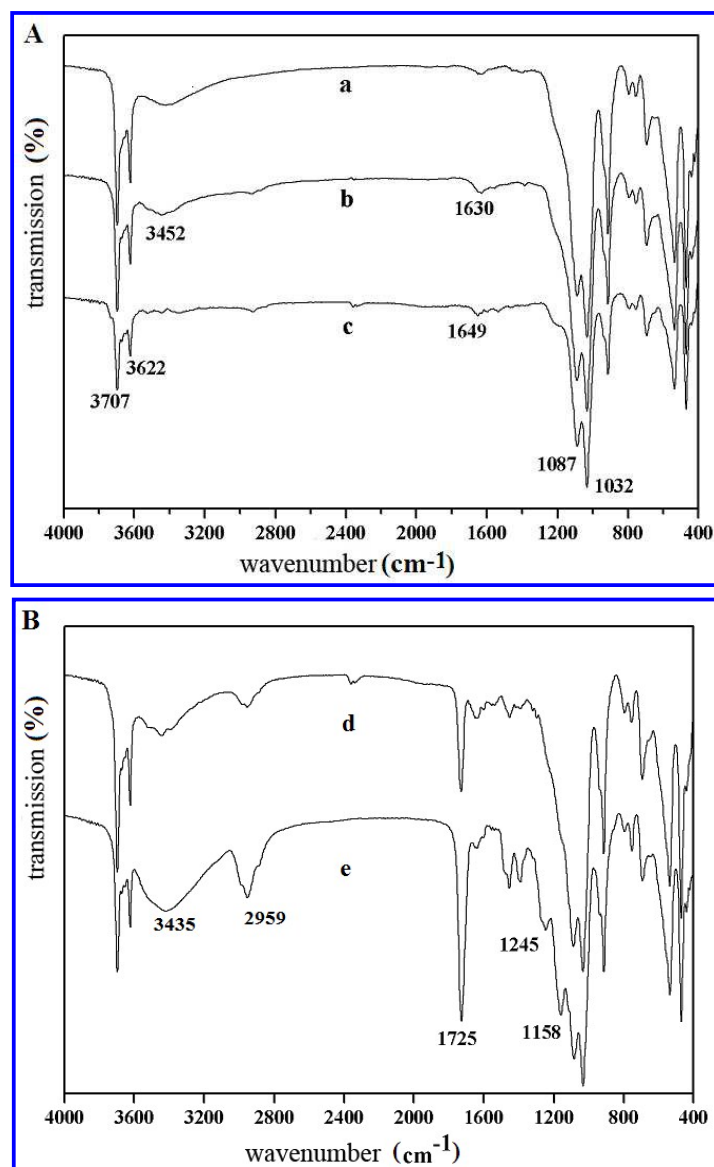 A
a
b
3452
1630
c
1649
3622
3707
1087
1032
transmission (%)
4000 3600 3200 2800 2400 2000 1600 1200 800 400
wavenumber (cm-1)
B
d
e
3435
2959
1245
1725
1158
transmission (%)
4000 3600 3200 2800 2400 2000 1600 1200 800 400
wavenumber (cm-1)